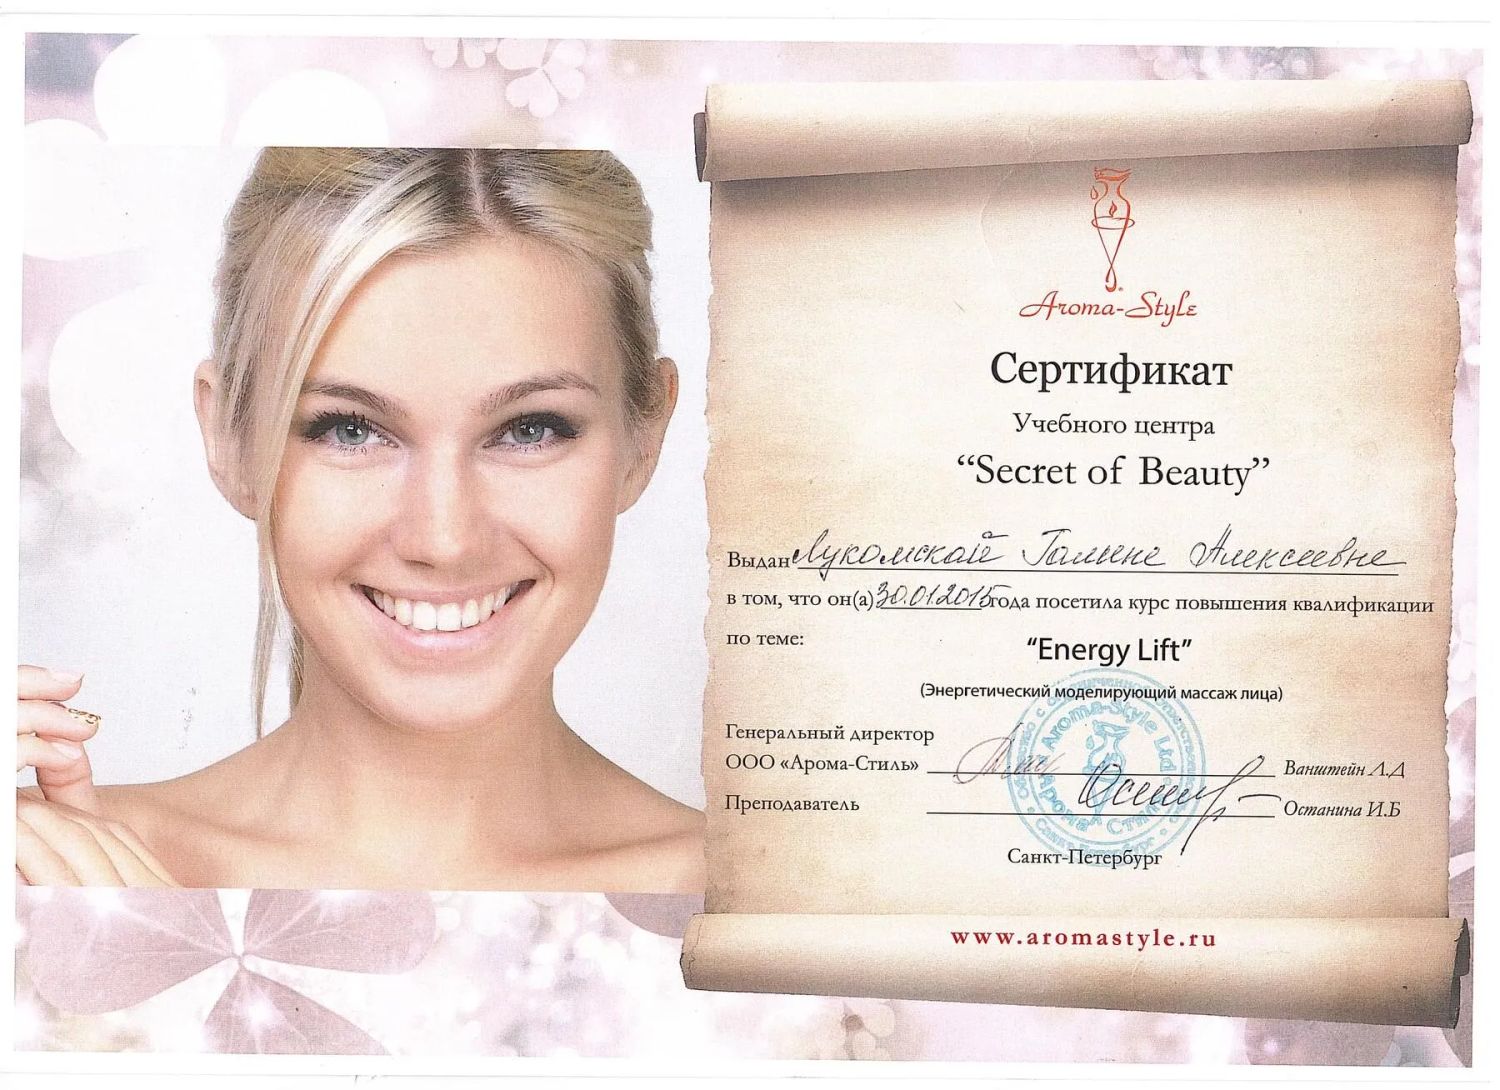 Aroma-Style
Сертификат
Учебного центра
“Secret of Beauty”
Выдан Лукомской Галине Алексеевне
в том, что он(а) 30.01.2015 года посетила курс повышения квалификации
по теме:
“Energy Lift”
(Энергетический моделирующий массаж лица)
Генеральный директор
ООО «Арома-Стиль» Ванштейн Л.Д
Преподаватель Останина И.Б
Aroma-Style Ltd
Арома Стиль
Санкт-Петербург
www.aromastyle.ru